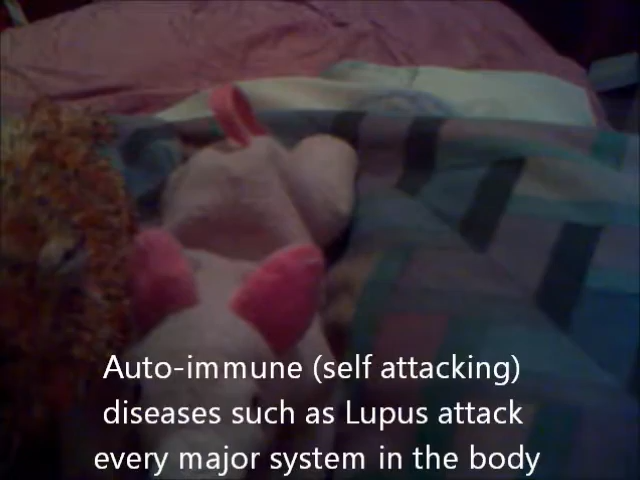 Auto-immune (self attacking)
diseases such as Lupus attack
every major system in the body